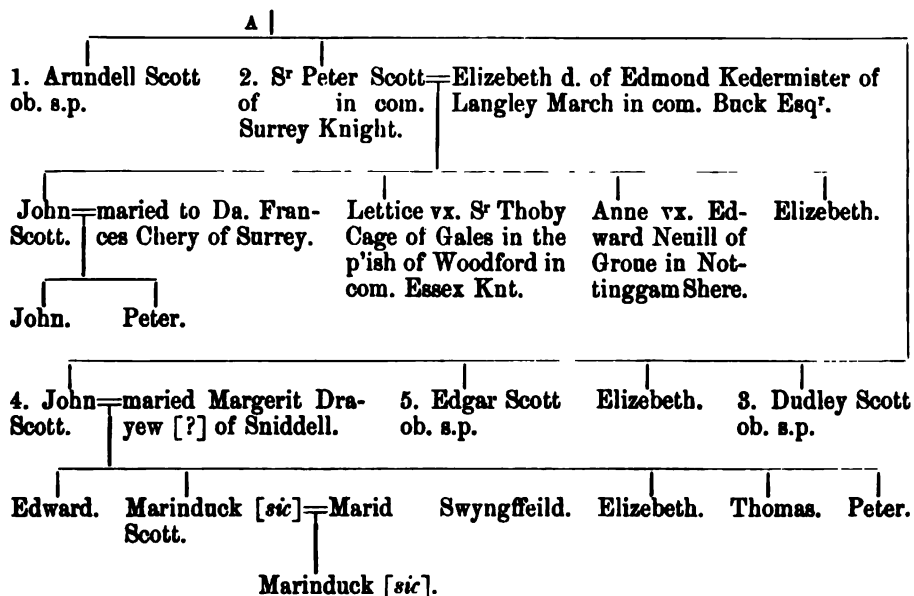 A
1. Arundell Scott
ob. s.p.
2. Sʳ Peter Scott
of in com.
Surrey Knight.
Elizebeth d. of Edmond Kedermister of
Langley March in com. Buck Esqʳ.
John
Scott.
maried to Da. Fran-
ces Chery of Surrey.
Lettice vx. Sʳ Thoby
Cage of Gales in the
p'ish of Woodford in
com. Essex Knt.
Anne vx. Ed-
ward Neuill of
Groue in Not-
tinggam Shere.
Elizebeth.
John.
Peter.
4. John
Scott.
maried Margerit Dra-
yew [?] of Sniddell.
5. Edgar Scott
ob. s.p.
Elizebeth.
3. Dudley Scott
ob. s.p.
Edward.
Marinduck [sic]
Scott.
Marid
Swyngffeild.
Elizebeth.
Thomas.
Peter.
Marinduck [sic].